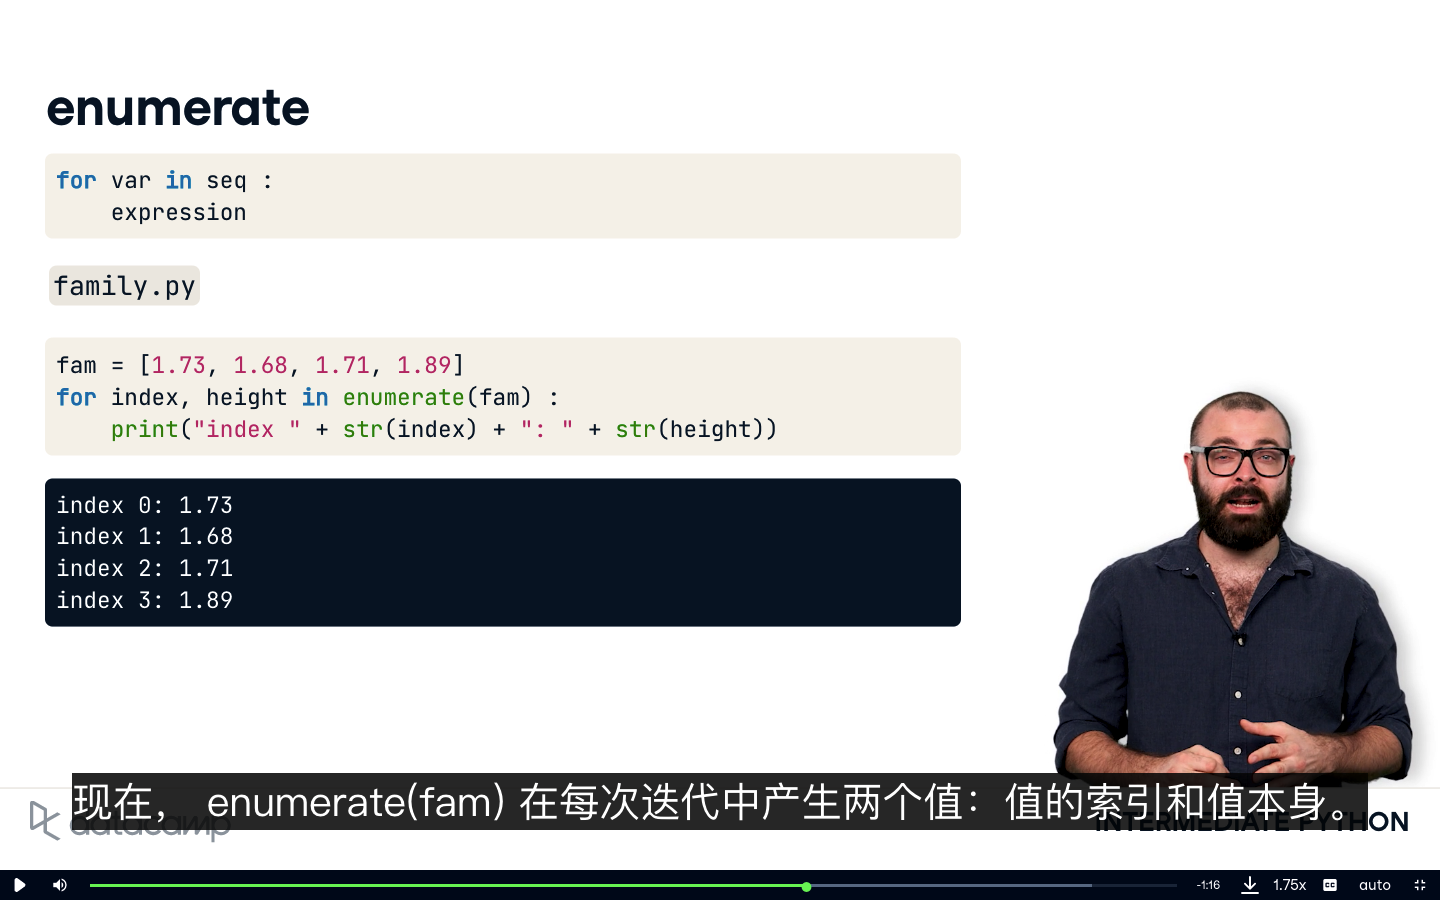 enumerate
for var in seq :
expression
family.py
fam = [1.73, 1.68, 1.71, 1.89]
for index, height in enumerate(fam) :
print("index " + str(index) + ": " + str(height))
index 0: 1.73
index 1: 1.68
index 2: 1.71
index 3: 1.89
现在， enumerate(fam) 在每次迭代中产生两个值：值的索引和值本身。
datacamp
INTERMEDIATE PYTHON
-1:16
1.75x
CC
auto